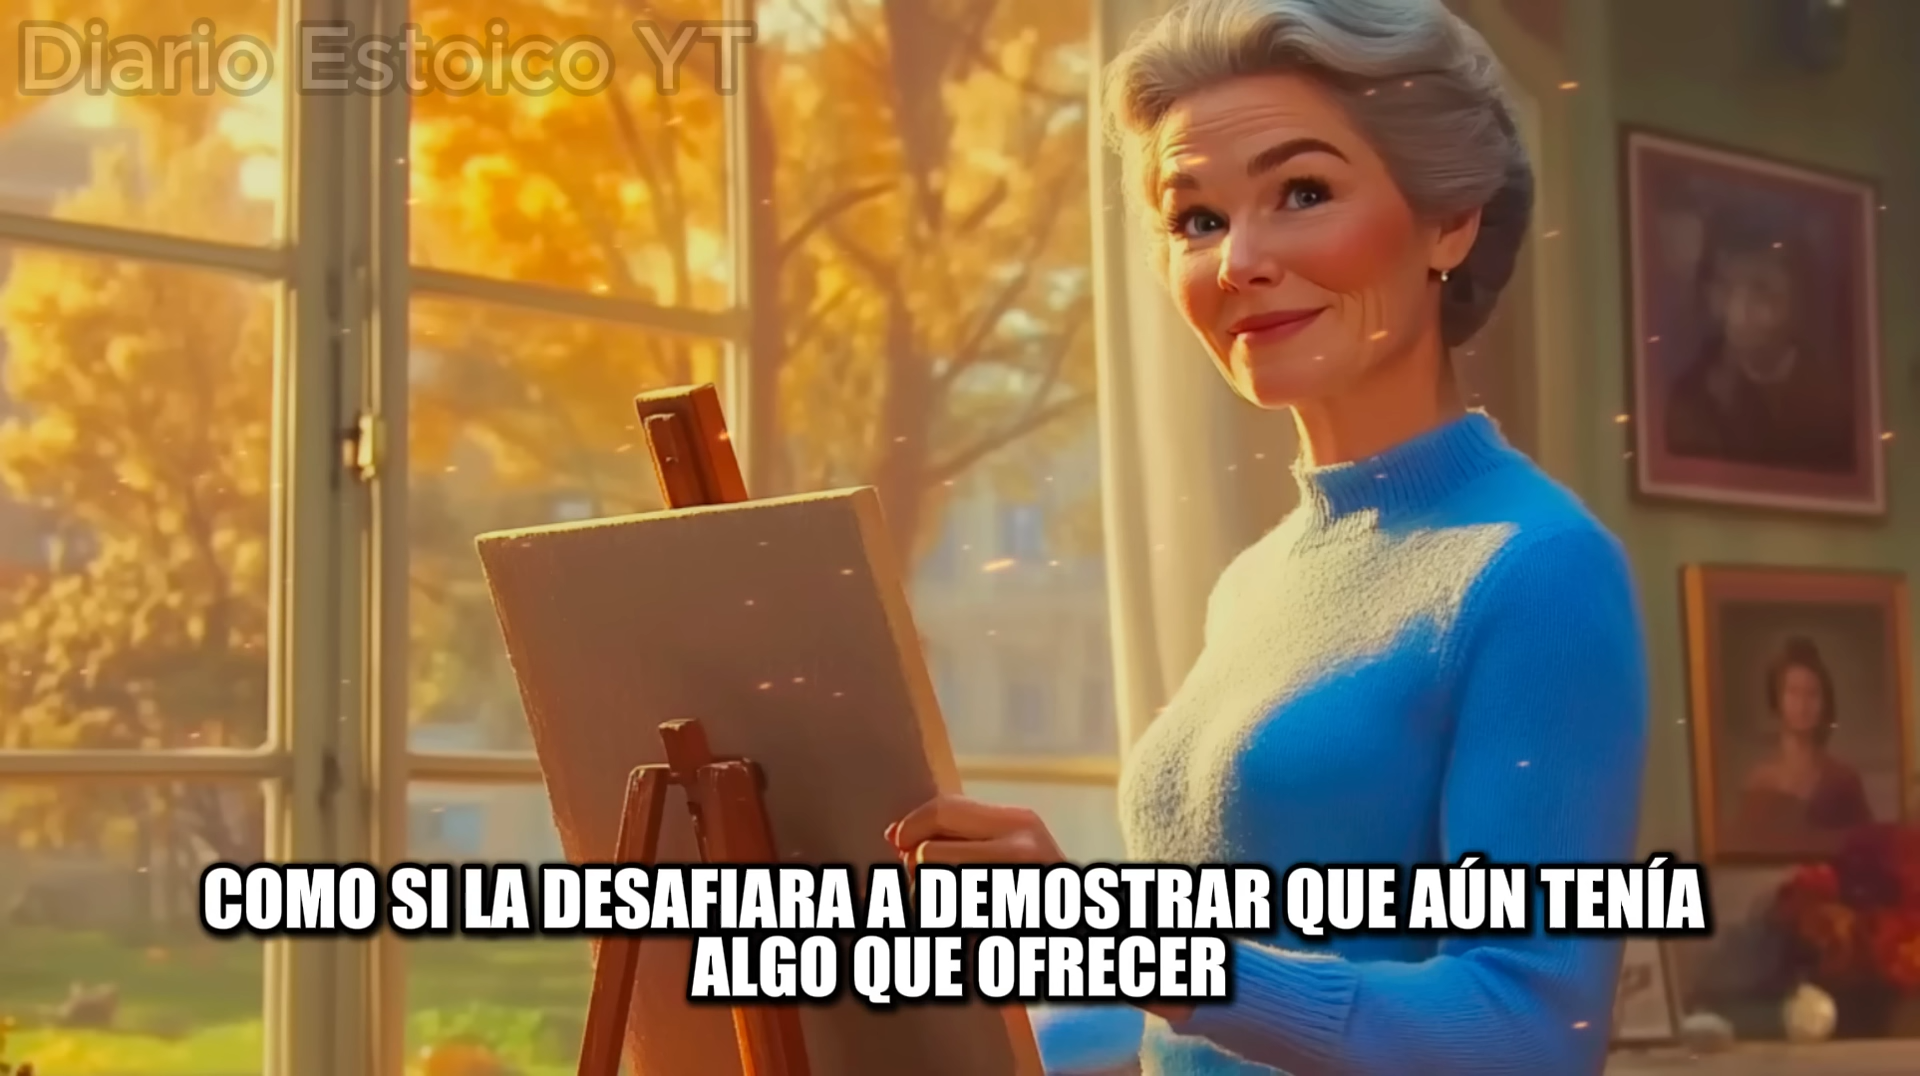 Diario Estoico YT
COMO SI LA DESAFIARA A DEMOSTRAR QUE AÚN TENÍA
ALGO QUE OFRECER